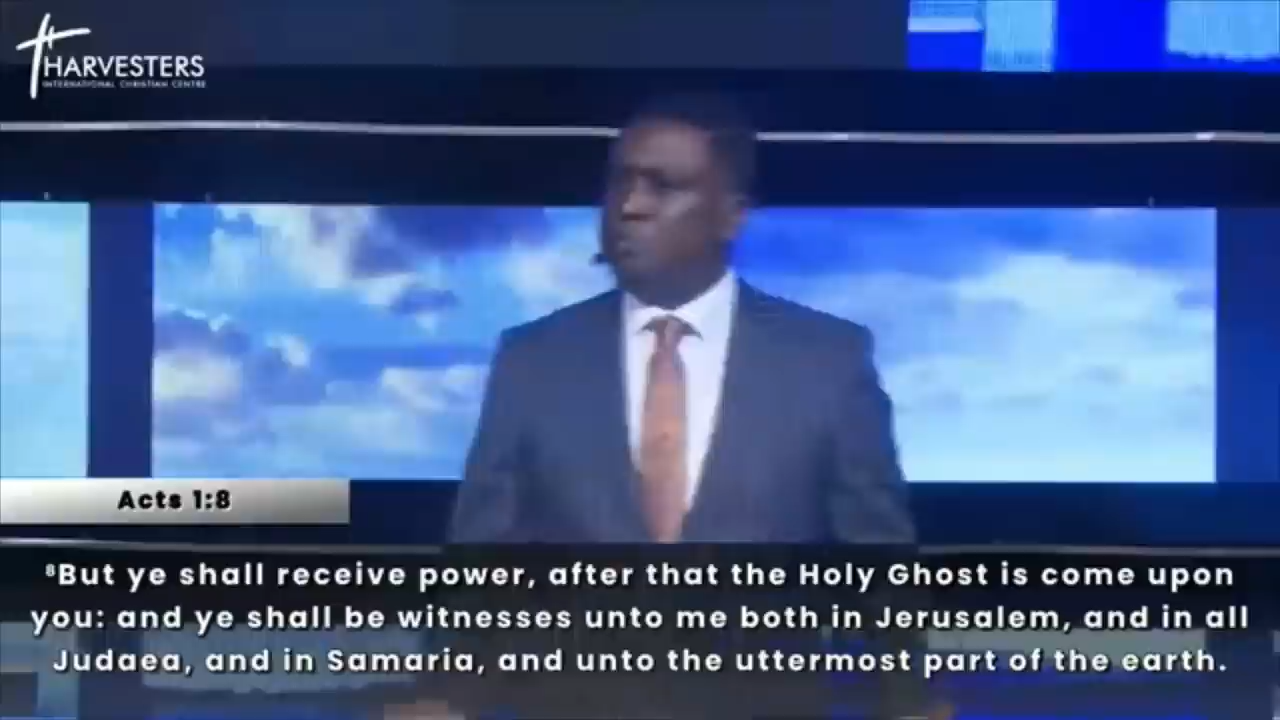 HARVESTERS
INTERNATIONAL CHRISTIAN CENTRE
Acts 1:8
⁸But ye shall receive power, after that the Holy Ghost is come upon
you: and ye shall be witnesses unto me both in Jerusalem, and in all
Judaea, and in Samaria, and unto the uttermost part of the earth.